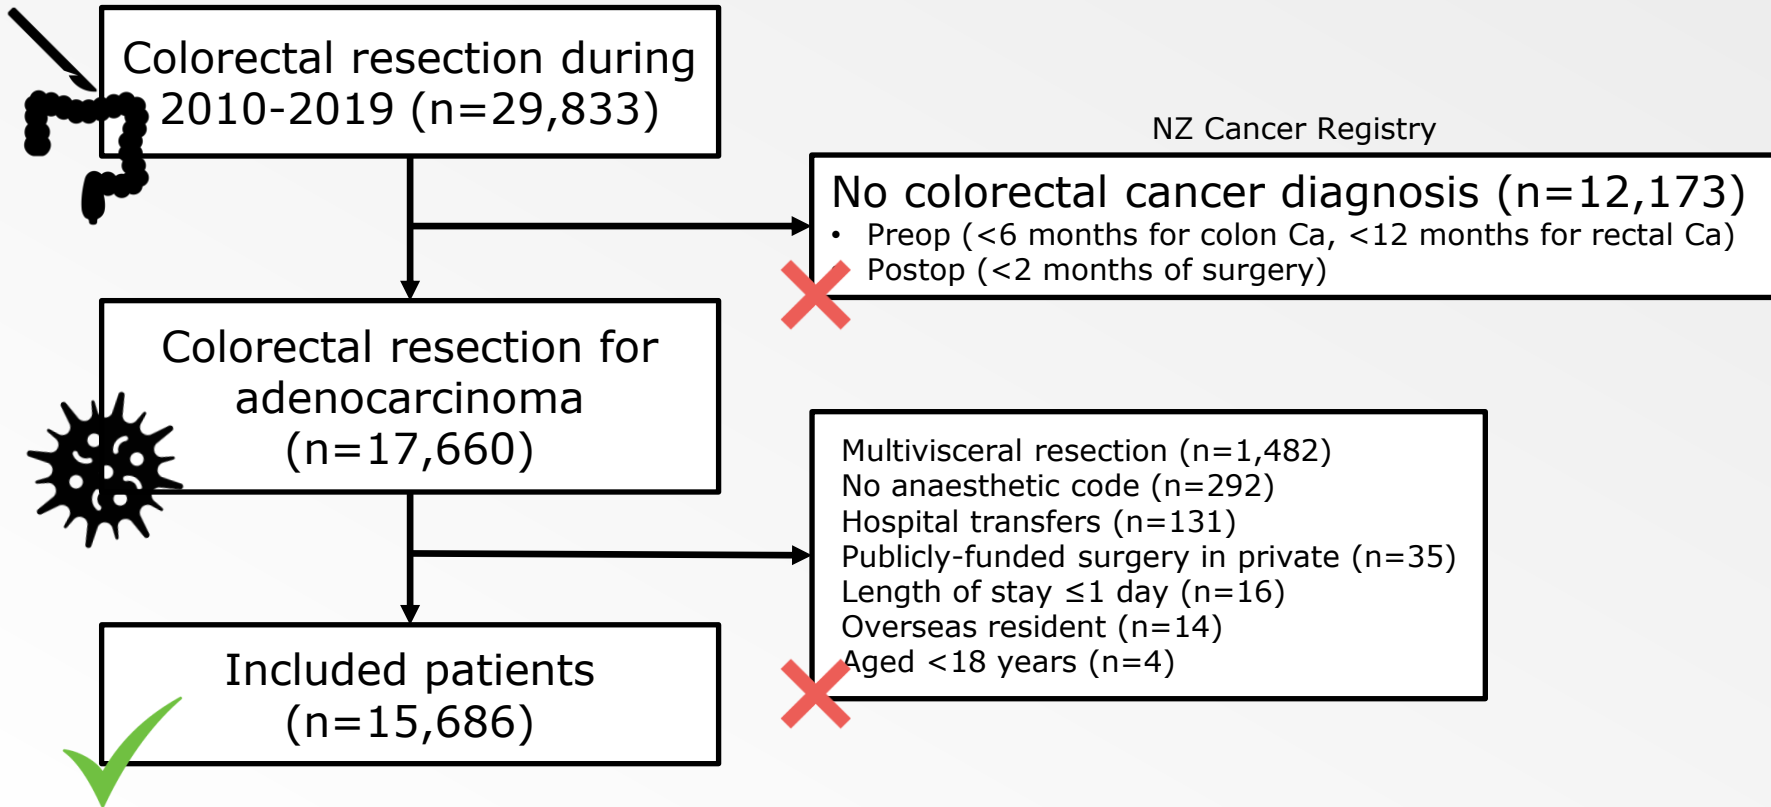 Colorectal resection during
2010-2019 (n=29,833)
NZ Cancer Registry
No colorectal cancer diagnosis (n=12,173)
• Preop (<6 months for colon Ca, <12 months for rectal Ca)
• Postop (<2 months of surgery)
Colorectal resection for
adenocarcinoma
(n=17,660)
Multivisceral resection (n=1,482)
No anaesthetic code (n=292)
Hospital transfers (n=131)
Publicly-funded surgery in private (n=35)
Length of stay ≤1 day (n=16)
Overseas resident (n=14)
Aged <18 years (n=4)
Included patients
(n=15,686)